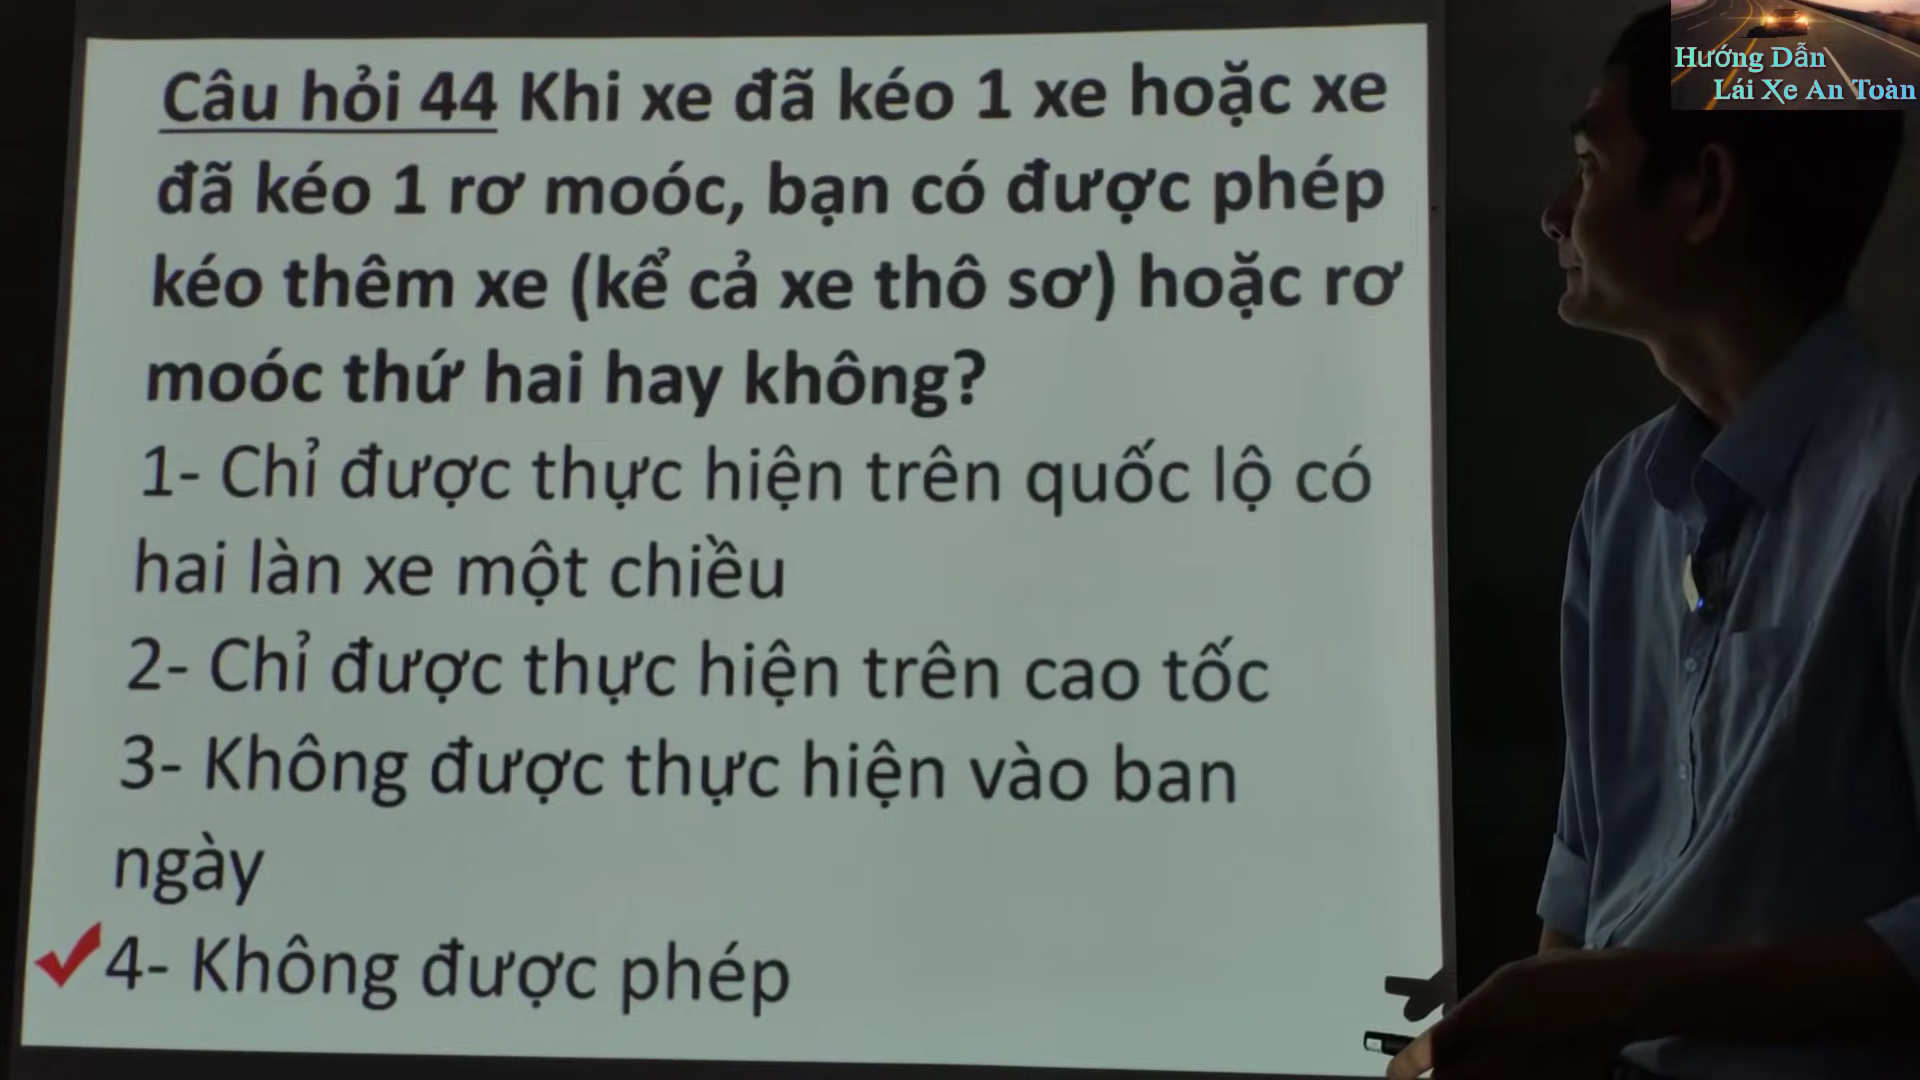 Hướng Dẫn
Lái Xe An Toàn
Câu hỏi 44 Khi xe đã kéo 1 xe hoặc xe
đã kéo 1 rơ moóc, bạn có được phép
kéo thêm xe (kể cả xe thô sơ) hoặc rơ
moóc thứ hai hay không?
1- Chỉ được thực hiện trên quốc lộ có
hai làn xe một chiều
2- Chỉ được thực hiện trên cao tốc
3- Không được thực hiện vào ban
ngày
4- Không được phép